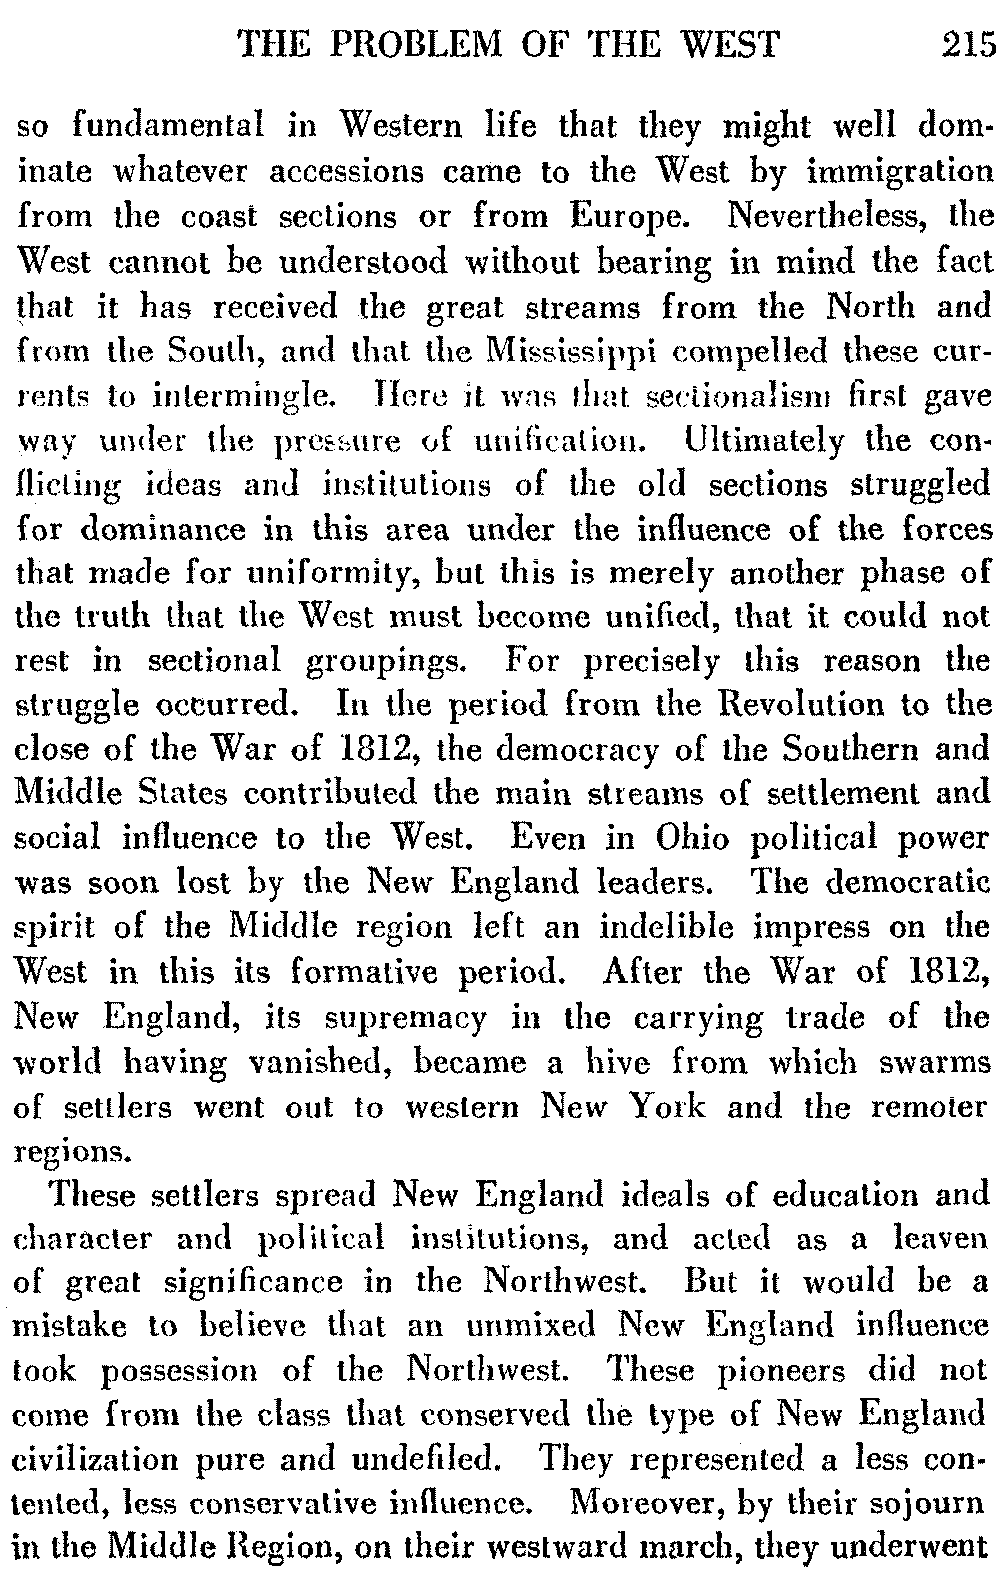 THE PROBLEM OF THE WEST 215
so fundamental in Western life that they might well dom-
inate whatever accessions came to the West by immigration
from the coast sections or from Europe. Nevertheless, the
West cannot be understood without bearing in mind the fact
that it has received the great streams from the North and
from the South, and that the Mississippi compelled these cur-
rents to intermingle. Here it was that sectionalism first gave
way under the pressure of unification. Ultimately the con-
flicting ideas and institutions of the old sections struggled
for dominance in this area under the influence of the forces
that made for uniformity, but this is merely another phase of
the truth that the West must become unified, that it could not
rest in sectional groupings. For precisely this reason the
struggle occurred. In the period from the Revolution to the
close of the War of 1812, the democracy of the Southern and
Middle States contributed the main streams of settlement and
social influence to the West. Even in Ohio political power
was soon lost by the New England leaders. The democratic
spirit of the Middle region left an indelible impress on the
West in this its formative period. After the War of 1812,
New England, its supremacy in the carrying trade of the
world having vanished, became a hive from which swarms
of settlers went out to western New York and the remoter
regions.
These settlers spread New England ideals of education and
character and political institutions, and acted as a leaven
of great significance in the Northwest. But it would be a
mistake to believe that an unmixed New England influence
took possession of the Northwest. These pioneers did not
come from the class that conserved the type of New England
civilization pure and undefiled. They represented a less con-
tented, less conservative influence. Moreover, by their sojourn
in the Middle Region, on their westward march, they underwent